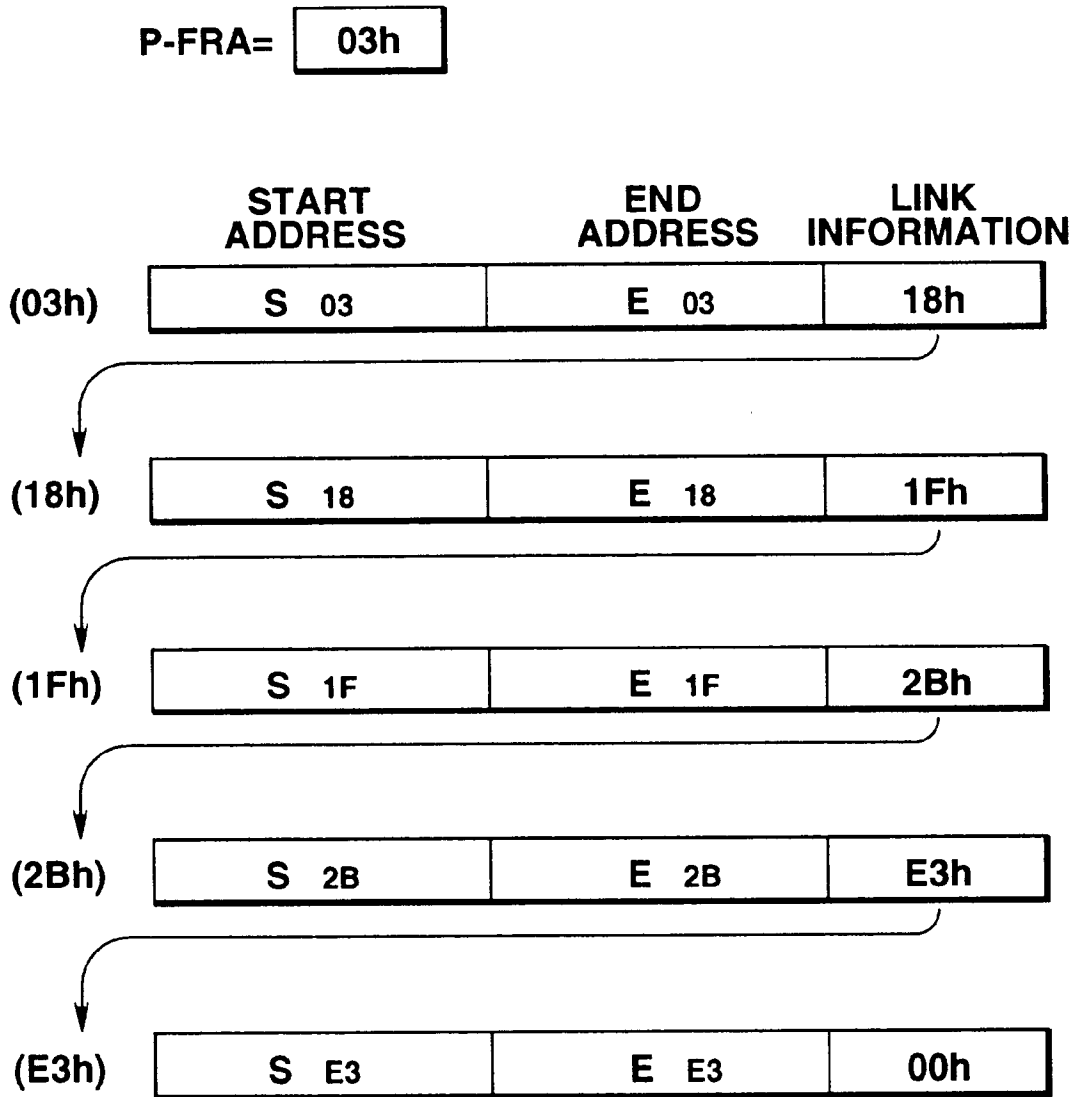 P-FRA= 03h
START ADDRESS END ADDRESS LINK INFORMATION
(03h) S 03 E 03 18h
(18h) S 18 E 18 1Fh
(1Fh) S 1F E 1F 2Bh
(2Bh) S 2B E 2B E3h
(E3h) S E3 E E3 00h